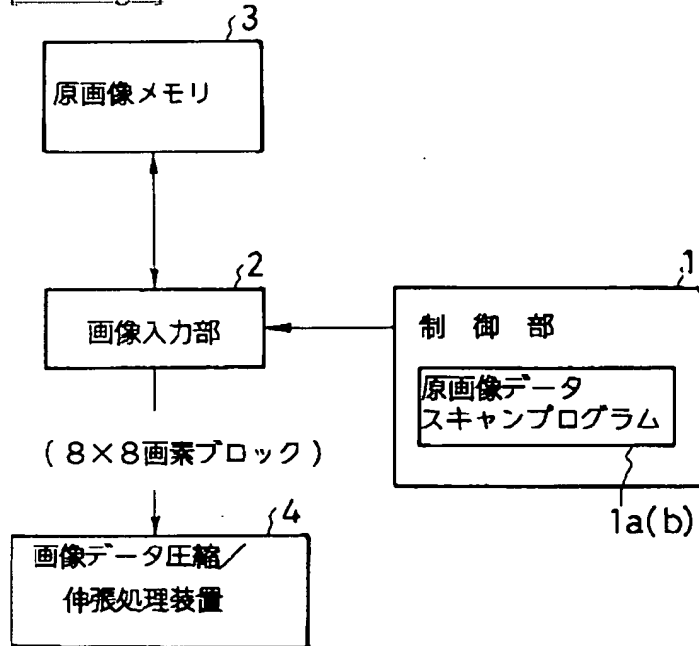 3
原画像メモリ
2
画像入力部
1
制御部
原画像データ
スキャンプログラム
1a(b)
(8×8画素ブロック)
4
画像データ圧縮/
伸張処理装置